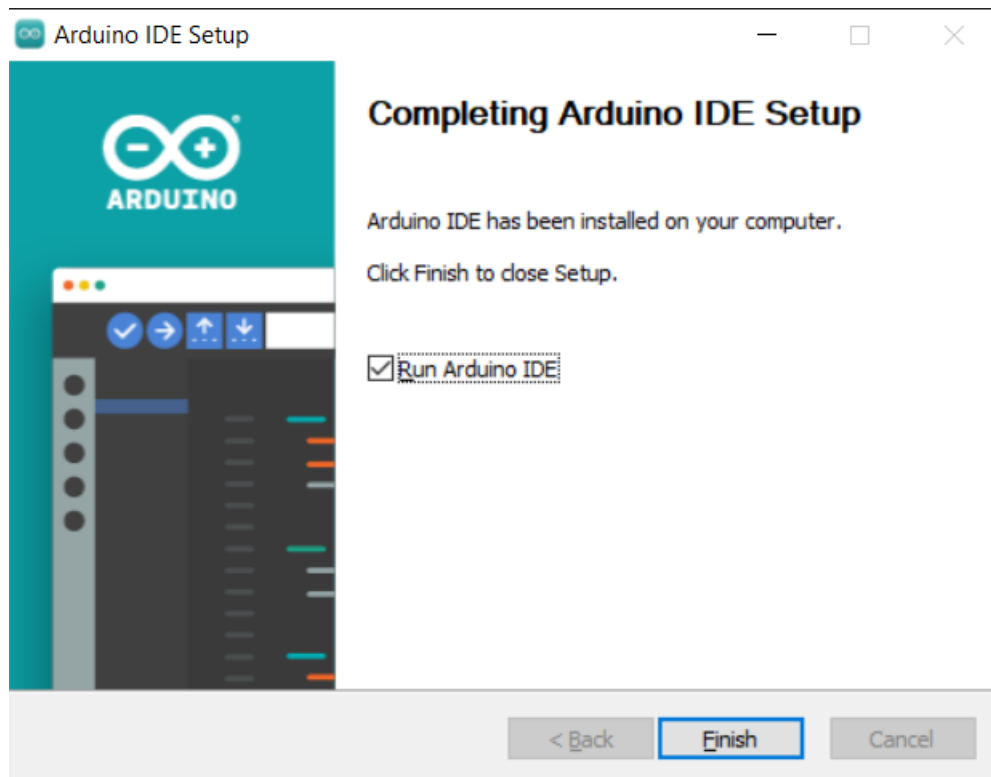 Arduino IDE Setup
ARDUINO
Completing Arduino IDE Setup
Arduino IDE has been installed on your computer.
Click Finish to close Setup.
Run Arduino IDE
< Back
Finish
Cancel